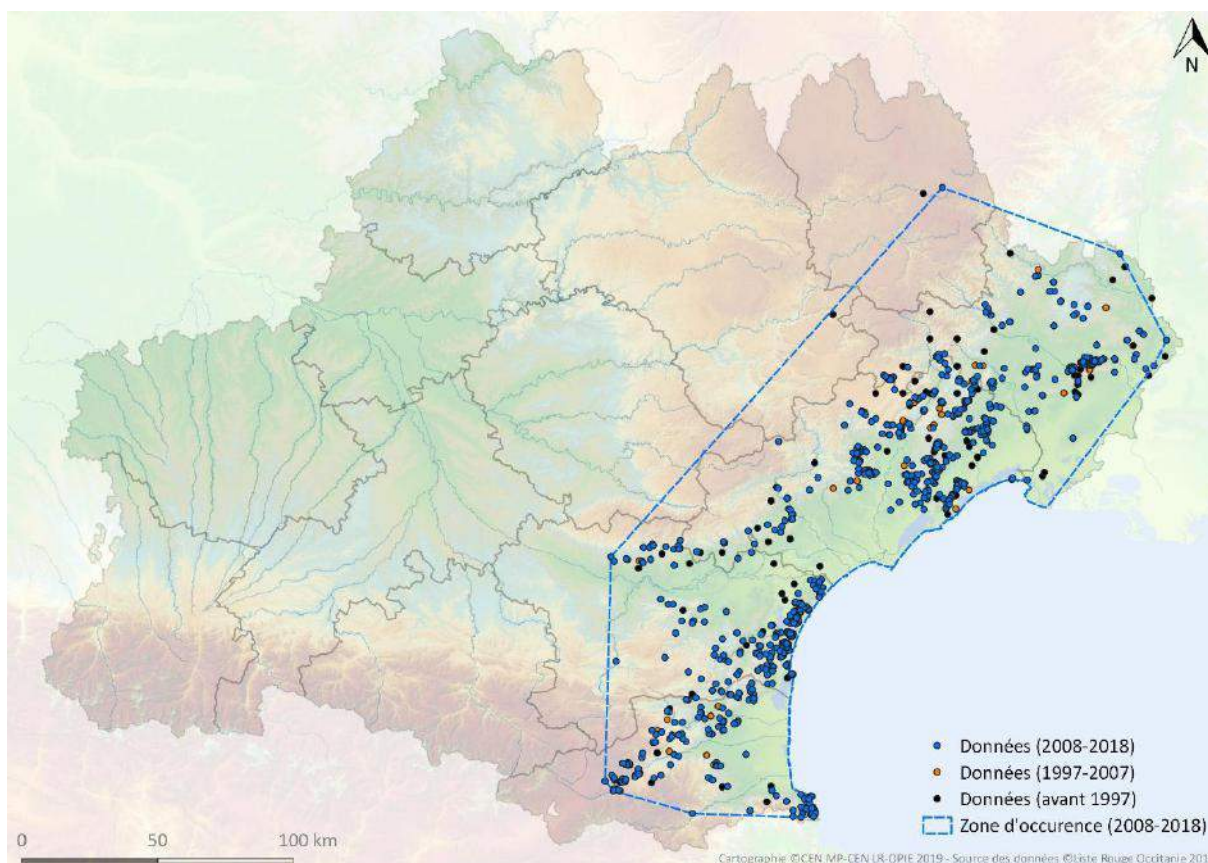 N
Données (2008-2018)
Données (1997-2007)
Données (avant 1997)
Zone d'occurence (2008-2018)
0 50 100 km
Cartographie ©CEN MP-CEN LR-OPIE 2019 - Source des données ©Liste Rouge Occitanie 201